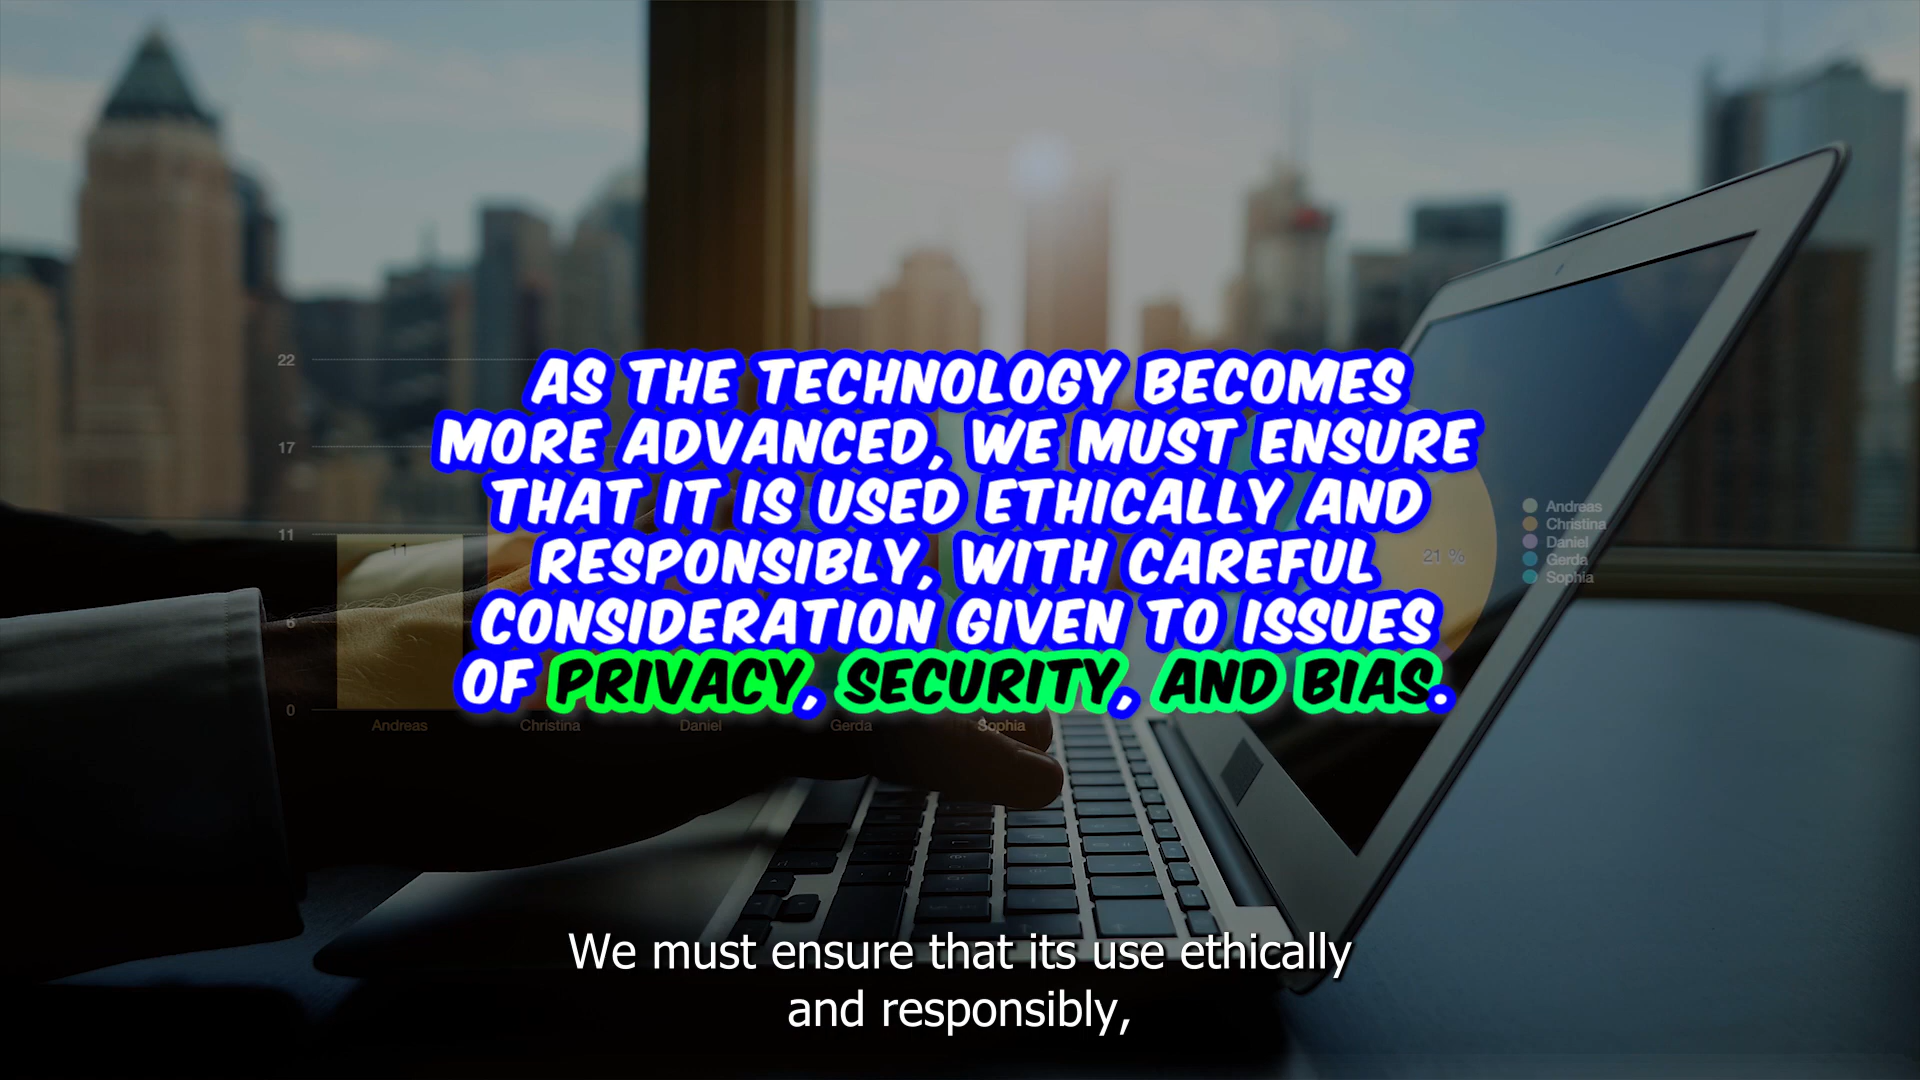 22
17
11
11
6
0
Andreas
Christina
Daniel
Gerda
Sophia
AS THE TECHNOLOGY BECOMES
MORE ADVANCED, WE MUST ENSURE
THAT IT IS USED ETHICALLY AND
RESPONSIBLY, WITH CAREFUL
CONSIDERATION GIVEN TO ISSUES
OF PRIVACY, SECURITY, AND BIAS.
21 %
Andreas
Christina
Daniel
Gerda
Sophia
We must ensure that its use ethically
and responsibly,